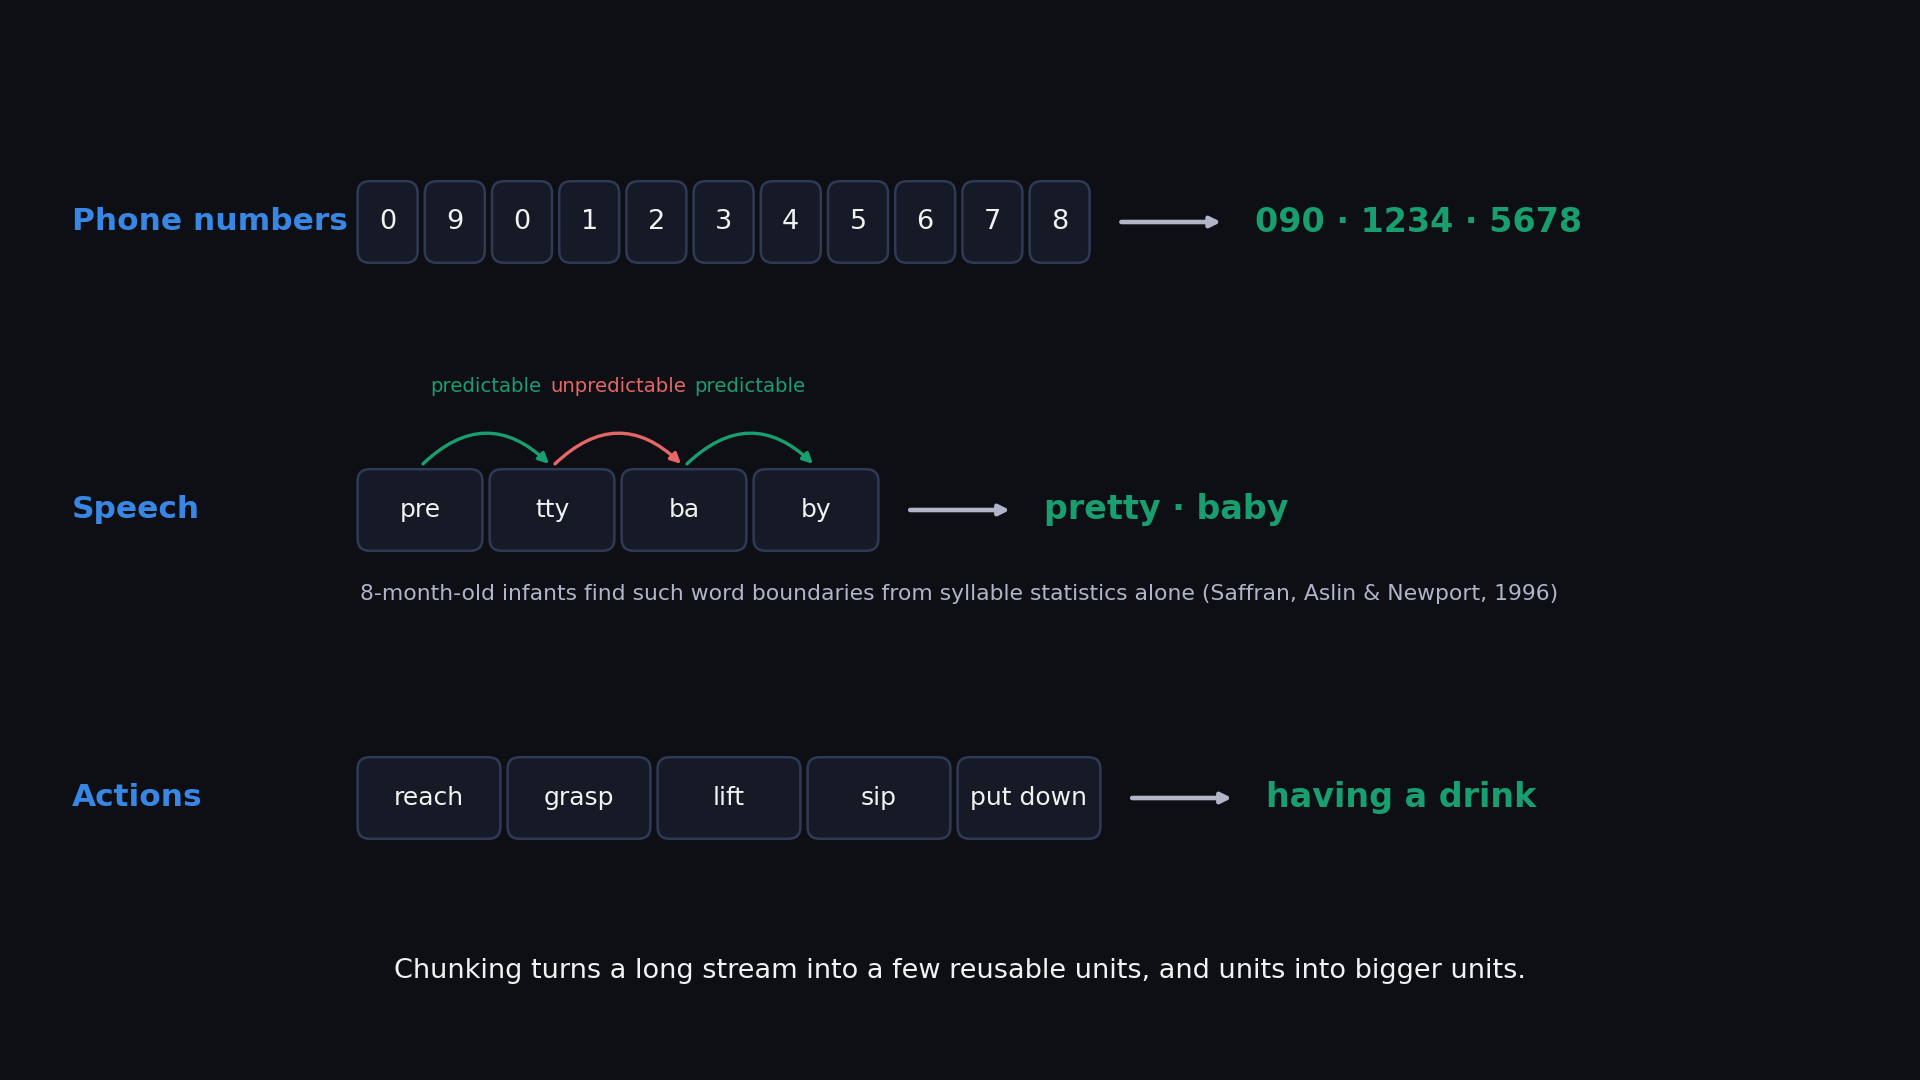 Phone numbers 0 9 0 1 2 3 4 5 6 7 8 090 · 1234 · 5678
predictable unpredictable predictable
Speech pre tty ba by pretty · baby
8-month-old infants find such word boundaries from syllable statistics alone (Saffran, Aslin & Newport, 1996)
Actions reach grasp lift sip put down having a drink
Chunking turns a long stream into a few reusable units, and units into bigger units.